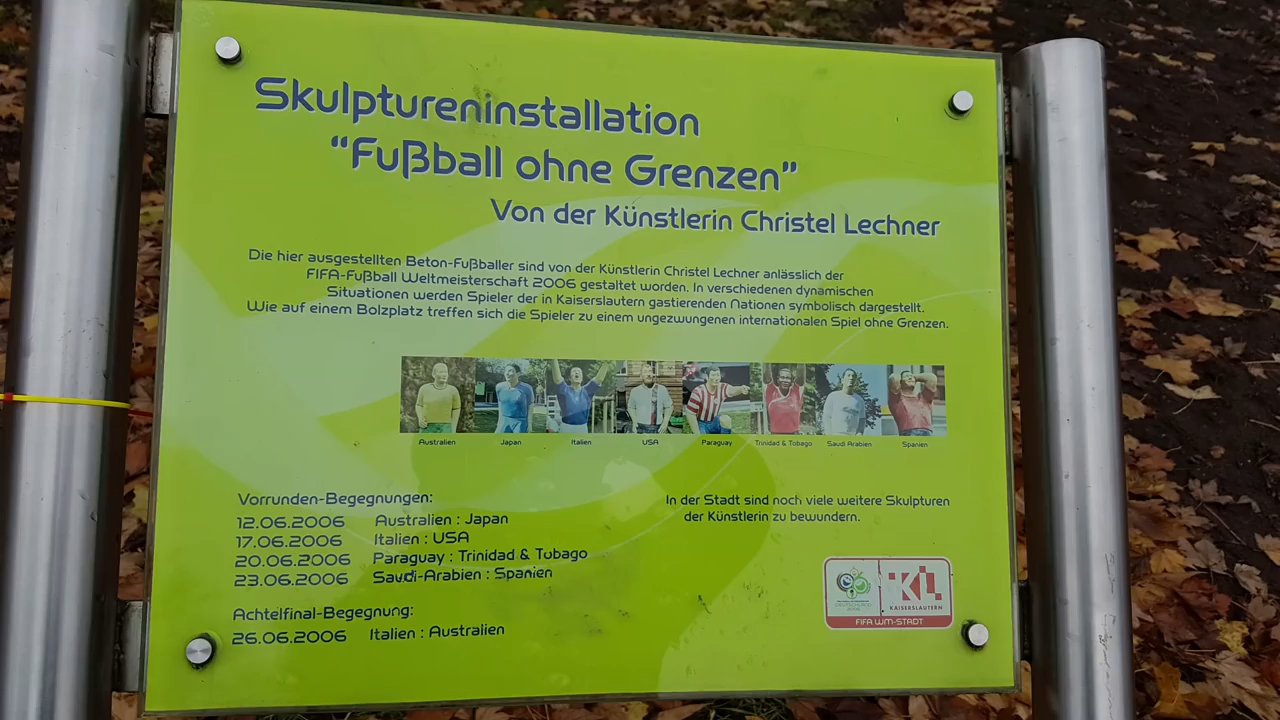 Skulptureninstallation
"Fußball ohne Grenzen"
Von der Künstlerin Christel Lechner
Die hier ausgestellten Beton-Fußballer sind von der Künstlerin Christel Lechner anlässlich der
FIFA-Fußball Weltmeisterschaft 2006 gestaltet worden. In verschiedenen dynamischen
Situationen werden Spieler der in Kaiserslautern gastierenden Nationen symbolisch dargestellt.
Wie auf einem Bolzplatz treffen sich die Spieler zu einem ungezwungenen internationalen Spiel ohne Grenzen.
Australien Japan Italien USA Paraguay Trinidad & Tobago Saudi Arabien Spanien
Vorrunden-Begegnungen:
12.06.2006 Australien : Japan
17.06.2006 Italien : USA
20.06.2006 Paraguay : Trinidad & Tobago
23.06.2006 Saudi-Arabien : Spanien
Achtelfinal-Begegnung:
26.06.2006 Italien : Australien
In der Stadt sind noch viele weitere Skulpturen
der Künstlerin zu bewundern.
KL
KAISERSLAUTERN
FIFA WM-STADT